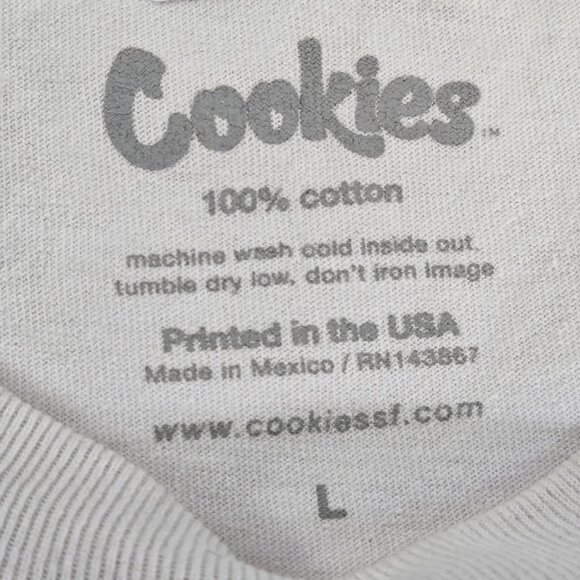 Cookies™
100% cotton
machine wash cold inside out.
tumble dry low, don't iron image
Printed in the USA
Made in Mexico / RN143867
www.cookiessf.com
L